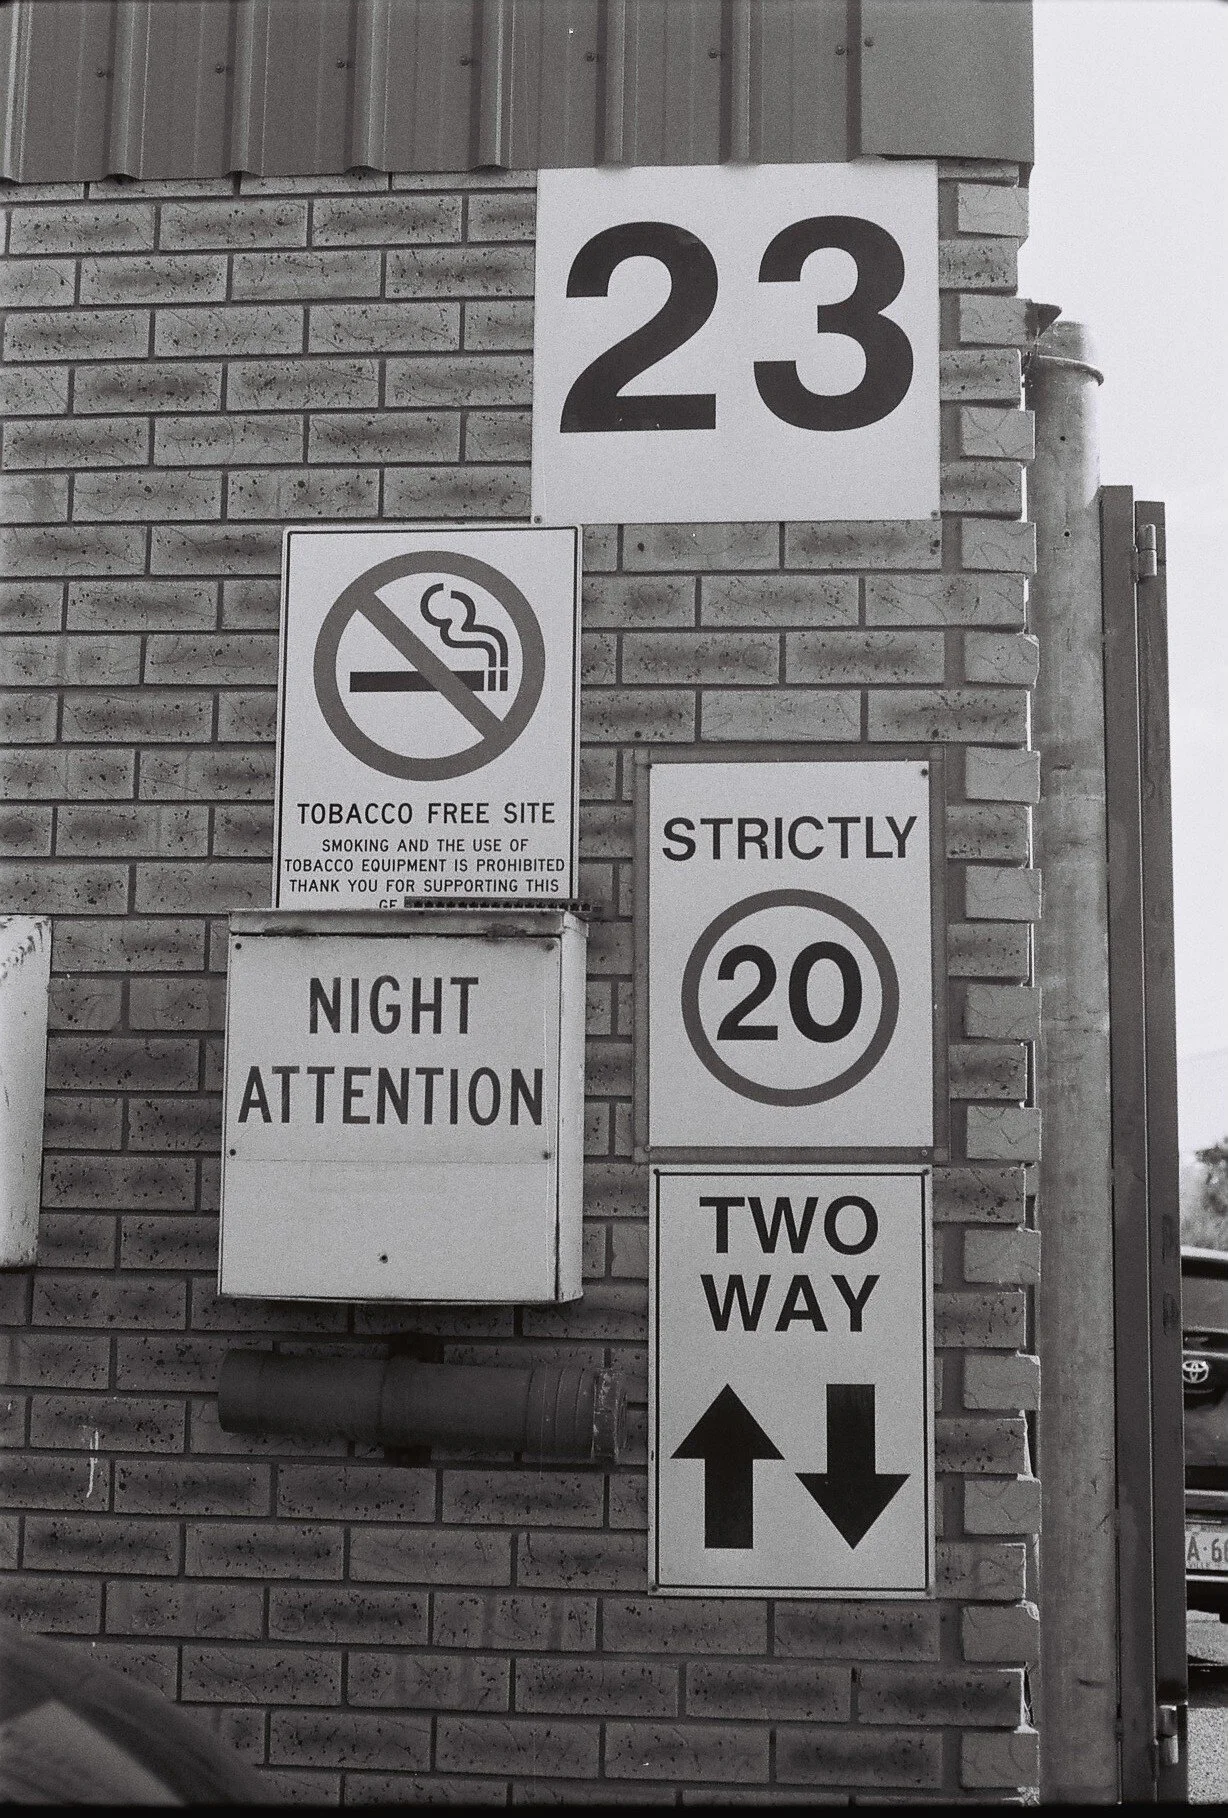 23
TOBACCO FREE SITE
SMOKING AND THE USE OF
TOBACCO EQUIPMENT IS PROHIBITED
THANK YOU FOR SUPPORTING THIS
STRICTLY
20
NIGHT
ATTENTION
TWO
WAY